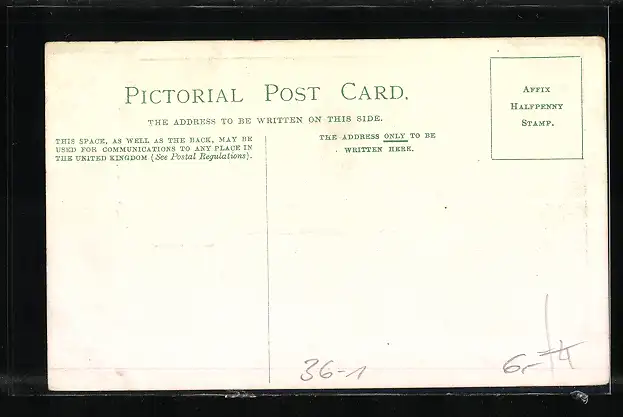 PICTORIAL POST CARD.
THE ADDRESS TO BE WRITTEN ON THIS SIDE.
THIS SPACE, AS WELL AS THE BACK, MAY BE
USED FOR COMMUNICATIONS TO ANY PLACE IN
THE UNITED KINGDOM (See Postal Regulations).
THE ADDRESS ONLY TO BE
WRITTEN HERE.
AFFIX
HALFPENNY
STAMP.
36-1
6,-